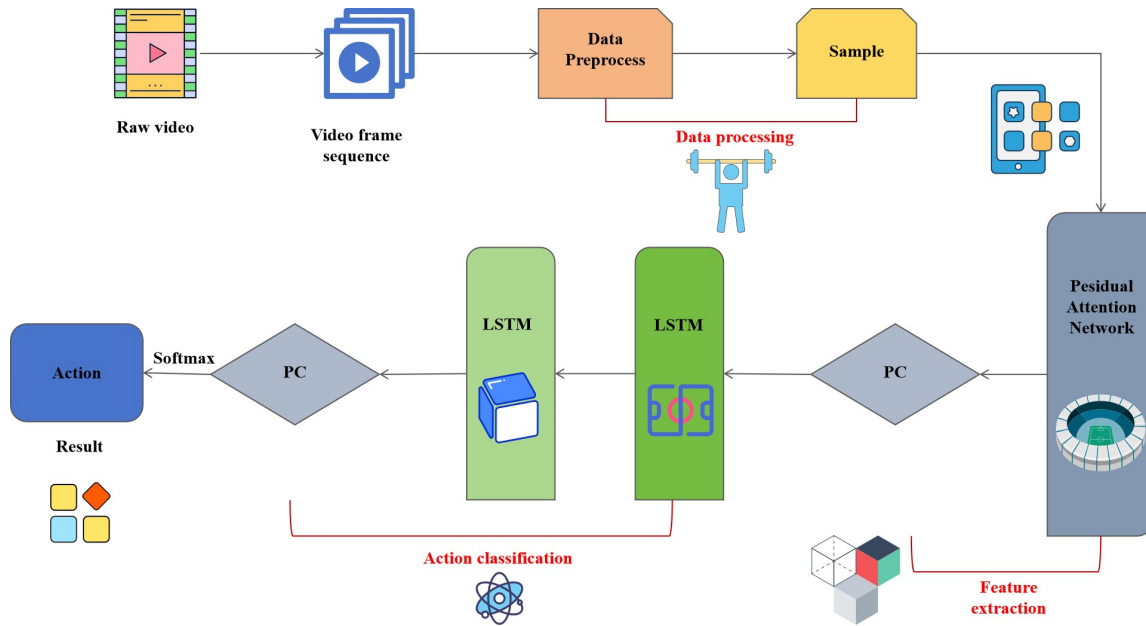 Raw video
Video frame
sequence
Data
Preprocess
Sample
Data processing
Pesidual
Attention
Network
PC
LSTM
LSTM
PC
Softmax
Action
Result
Action classification
Feature
extraction